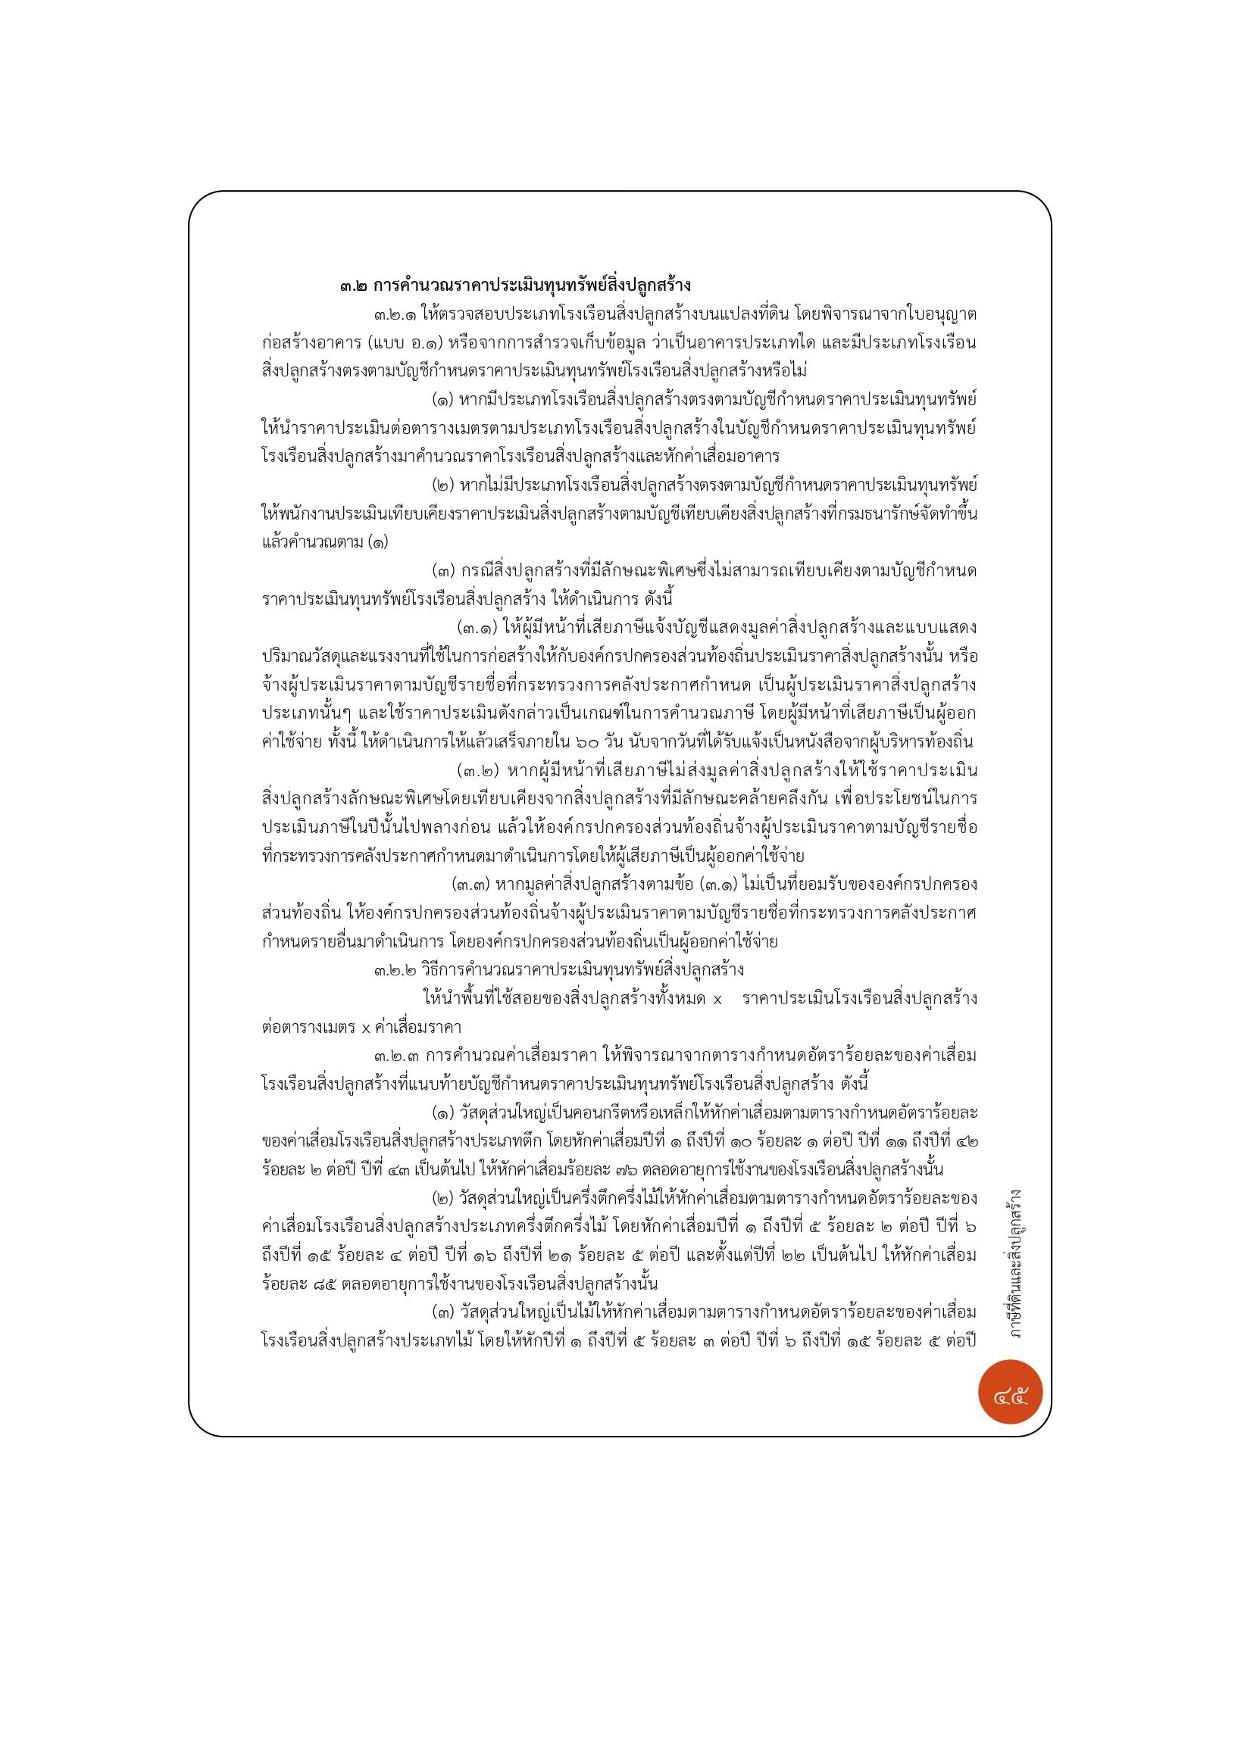 ๓.๒ การคำนวณราคาประเมินทุนทรัพย์สิ่งปลูกสร้าง
๓.๒.๑ ให้ตรวจสอบประเภทโรงเรือนสิ่งปลูกสร้างบนแปลงที่ดิน โดยพิจารณาจากใบอนุญาต
ก่อสร้างอาคาร (แบบ อ.๑) หรือจากการสำรวจเก็บข้อมูล ว่าเป็นอาคารประเภทใด และมีประเภทโรงเรือน
สิ่งปลูกสร้างตรงตามบัญชีกำหนดราคาประเมินทุนทรัพย์โรงเรือนสิ่งปลูกสร้างหรือไม่
(๑) หากมีประเภทโรงเรือนสิ่งปลูกสร้างตรงตามบัญชีกำหนดราคาประเมินทุนทรัพย์
ให้นำราคาประเมินต่อตารางเมตรตามประเภทโรงเรือนสิ่งปลูกสร้างในบัญชีกำหนดราคาประเมินทุนทรัพย์
โรงเรือนสิ่งปลูกสร้างมาคำนวณราคาโรงเรือนสิ่งปลูกสร้างและหักค่าเสื่อมอาคาร
(๒) หากไม่มีประเภทโรงเรือนสิ่งปลูกสร้างตรงตามบัญชีกำหนดราคาประเมินทุนทรัพย์
ให้พนักงานประเมินเทียบเคียงราคาประเมินสิ่งปลูกสร้างตามบัญชีเทียบเคียงสิ่งปลูกสร้างที่กรมธนารักษ์จัดทำขึ้น
แล้วคำนวณตาม (๑)
(๓) กรณีสิ่งปลูกสร้างที่มีลักษณะพิเศษซึ่งไม่สามารถเทียบเคียงตามบัญชีกำหนด
ราคาประเมินทุนทรัพย์โรงเรือนสิ่งปลูกสร้าง ให้ดำเนินการ ดังนี้
(๓.๑) ให้ผู้มีหน้าที่เสียภาษีแจ้งบัญชีแสดงมูลค่าสิ่งปลูกสร้างและแบบแสดง
ปริมาณวัสดุและแรงงานที่ใช้ในการก่อสร้างให้กับองค์กรปกครองส่วนท้องถิ่นประเมินราคาสิ่งปลูกสร้างนั้น หรือ
จ้างผู้ประเมินราคาตามบัญชีรายชื่อที่กระทรวงการคลังประกาศกำหนด เป็นผู้ประเมินราคาสิ่งปลูกสร้าง
ประเภทนั้นๆ และใช้ราคาประเมินดังกล่าวเป็นเกณฑ์ในการคำนวณภาษี โดยผู้มีหน้าที่เสียภาษีเป็นผู้ออก
ค่าใช้จ่าย ทั้งนี้ ให้ดำเนินการให้แล้วเสร็จภายใน ๖๐ วัน นับจากวันที่ได้รับแจ้งเป็นหนังสือจากผู้บริหารท้องถิ่น
(๓.๒) หากผู้มีหน้าที่เสียภาษีไม่ส่งมูลค่าสิ่งปลูกสร้างให้ใช้ราคาประเมิน
สิ่งปลูกสร้างลักษณะพิเศษโดยเทียบเคียงจากสิ่งปลูกสร้างที่มีลักษณะคล้ายคลึงกัน เพื่อประโยชน์ในการ
ประเมินภาษีในปีนั้นไปพลางก่อน แล้วให้องค์กรปกครองส่วนท้องถิ่นจ้างผู้ประเมินราคาตามบัญชีรายชื่อ
ที่กระทรวงการคลังประกาศกำหนดมาดำเนินการโดยให้ผู้เสียภาษีเป็นผู้ออกค่าใช้จ่าย
(๓.๓) หากมูลค่าสิ่งปลูกสร้างตามข้อ (๓.๑) ไม่เป็นที่ยอมรับขององค์กรปกครอง
ส่วนท้องถิ่น ให้องค์กรปกครองส่วนท้องถิ่นจ้างผู้ประเมินราคาตามบัญชีรายชื่อที่กระทรวงการคลังประกาศ
กำหนดรายอื่นมาดำเนินการ โดยองค์กรปกครองส่วนท้องถิ่นเป็นผู้ออกค่าใช้จ่าย
๓.๒.๒ วิธีการคำนวณราคาประเมินทุนทรัพย์สิ่งปลูกสร้าง
ให้นำพื้นที่ใช้สอยของสิ่งปลูกสร้างทั้งหมด x ราคาประเมินโรงเรือนสิ่งปลูกสร้าง
ต่อตารางเมตร x ค่าเสื่อมราคา
๓.๒.๓ การคำนวณค่าเสื่อมราคา ให้พิจารณาจากตารางกำหนดอัตราร้อยละของค่าเสื่อม
โรงเรือนสิ่งปลูกสร้างที่แนบท้ายบัญชีกำหนดราคาประเมินทุนทรัพย์โรงเรือนสิ่งปลูกสร้าง ดังนี้
(๑) วัสดุส่วนใหญ่เป็นคอนกรีตหรือเหล็กให้หักค่าเสื่อมตามตารางกำหนดอัตราร้อยละ
ของค่าเสื่อมโรงเรือนสิ่งปลูกสร้างประเภทตึก โดยหักค่าเสื่อมปีที่ ๑ ถึงปีที่ ๑๐ ร้อยละ ๑ ต่อปี ปีที่ ๑๑ ถึงปีที่ ๔๒
ร้อยละ ๒ ต่อปี ปีที่ ๔๓ เป็นต้นไป ให้หักค่าเสื่อมร้อยละ ๗๖ ตลอดอายุการใช้งานของโรงเรือนสิ่งปลูกสร้างนั้น
(๒) วัสดุส่วนใหญ่เป็นครึ่งตึกครึ่งไม้ให้หักค่าเสื่อมตามตารางกำหนดอัตราร้อยละของ
ค่าเสื่อมโรงเรือนสิ่งปลูกสร้างประเภทครึ่งตึกครึ่งไม้ โดยหักค่าเสื่อมปีที่ ๑ ถึงปีที่ ๕ ร้อยละ ๒ ต่อปี ปีที่ ๖
ถึงปีที่ ๑๕ ร้อยละ ๔ ต่อปี ปีที่ ๑๖ ถึงปีที่ ๒๑ ร้อยละ ๕ ต่อปี และตั้งแต่ปีที่ ๒๒ เป็นต้นไป ให้หักค่าเสื่อม
ร้อยละ ๘๕ ตลอดอายุการใช้งานของโรงเรือนสิ่งปลูกสร้างนั้น
(๓) วัสดุส่วนใหญ่เป็นไม้ให้หักค่าเสื่อมตามตารางกำหนดอัตราร้อยละของค่าเสื่อม
โรงเรือนสิ่งปลูกสร้างประเภทไม้ โดยให้หักปีที่ ๑ ถึงปีที่ ๕ ร้อยละ ๓ ต่อปี ปีที่ ๖ ถึงปีที่ ๑๕ ร้อยละ ๕ ต่อปี
ภาษีที่ดินและสิ่งปลูกสร้าง
๔๕